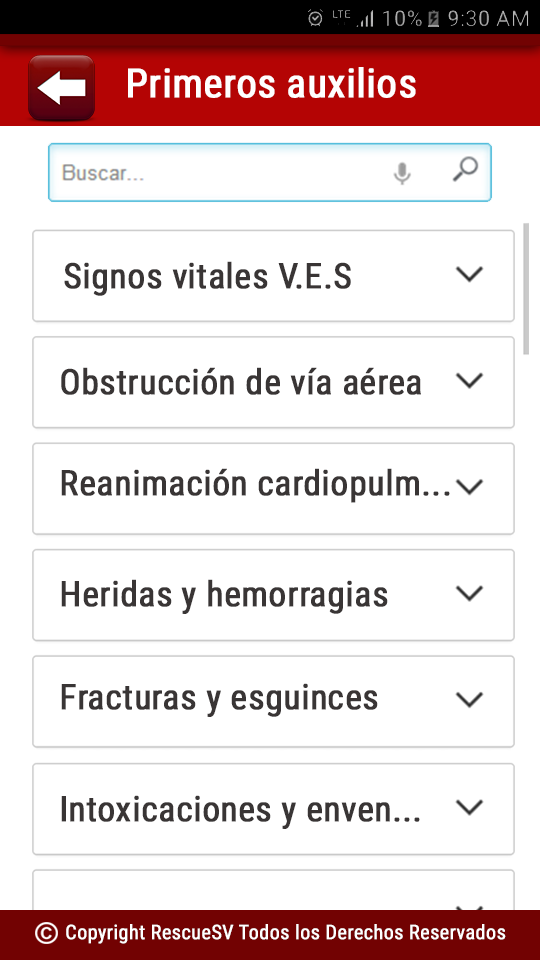 LTE 10% 9:30 AM
Primeros auxilios
Buscar...
Signos vitales V.E.S
Obstrucción de vía aérea
Reanimación cardiopulm...
Heridas y hemorragias
Fracturas y esguinces
Intoxicaciones y enven...
© Copyright RescueSV Todos los Derechos Reservados